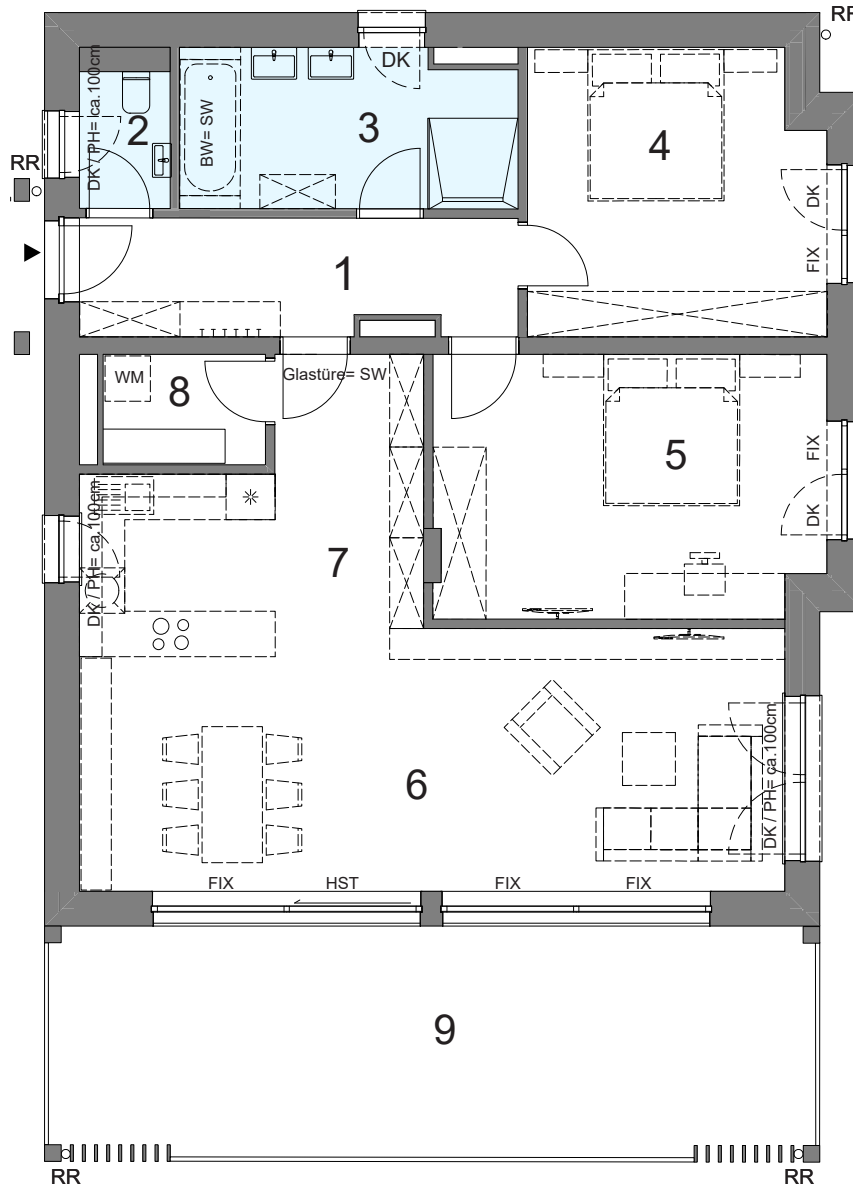 RR
DK
DK / PH= ca.100cm
2
BW= SW
3
4
RR
DK
FIX
1
WM
8
Glastüre= SW
5
FIX
DK
DK / PH= ca.100cm
7
6
DK / PH= ca.100cm
FIX
HST
FIX
FIX
9
RR
RR